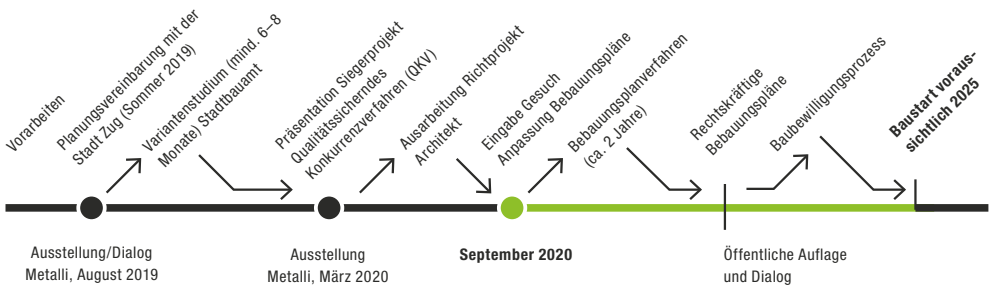 Vorarbeiten
Planungsvereinbarung mit der
Stadt Zug (Sommer 2019)
Variantenstudium (mind. 6–8
Monate) Stadtbauamt
Präsentation Siegerprojekt
Qualitätssicherndes
Konkurrenzverfahren (QKV)
Ausarbeitung Richtprojekt
Architekt
Eingabe Gesuch
Anpassung Bebauungspläne
Bebauungsplanverfahren
(ca. 2 Jahre)
Rechtskräftige
Bebauungspläne
Baubewilligungsprozess
Baustart voraus-
sichtlich 2025
Ausstellung/Dialog
Metalli, August 2019
Ausstellung
Metalli, März 2020
September 2020
Öffentliche Auflage
und Dialog